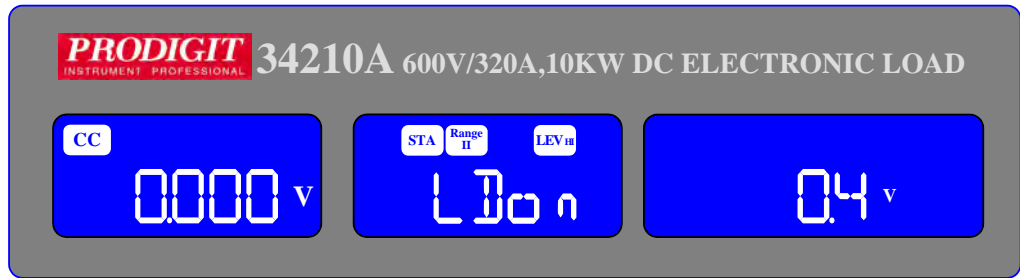 PRODIGIT
INSTRUMENT PROFESSIONAL
34210A 600V/320A,10KW DC ELECTRONIC LOAD
CC
0.000 V
STA Range II LEV HI
LDon
0.4 V